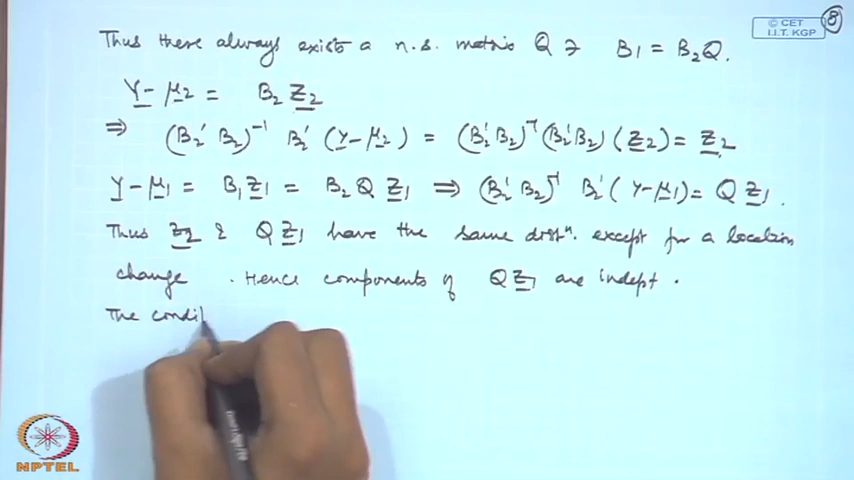 © CET
I.I.T. KGP
8
Thus there always exists a n.s. matrix Q ∋ B₁ = B₂Q.
Y - μ₂ = B₂ Z₂
⇒ (B₂' B₂)⁻¹ B₂' (Y - μ₂) = (B₂' B₂)⁻¹ (B₂' B₂) (Z₂) = Z₂
Y - μ₁ = B₁ Z₁ = B₂ Q Z₁ ⇒ (B₂' B₂)⁻¹ B₂' (Y - μ₁) = Q Z₁.
Thus Z₂ & Q Z₁ have the same distⁿ. except for a location
change. Hence components of Q Z₁ are indept.
The condi
NPTEL